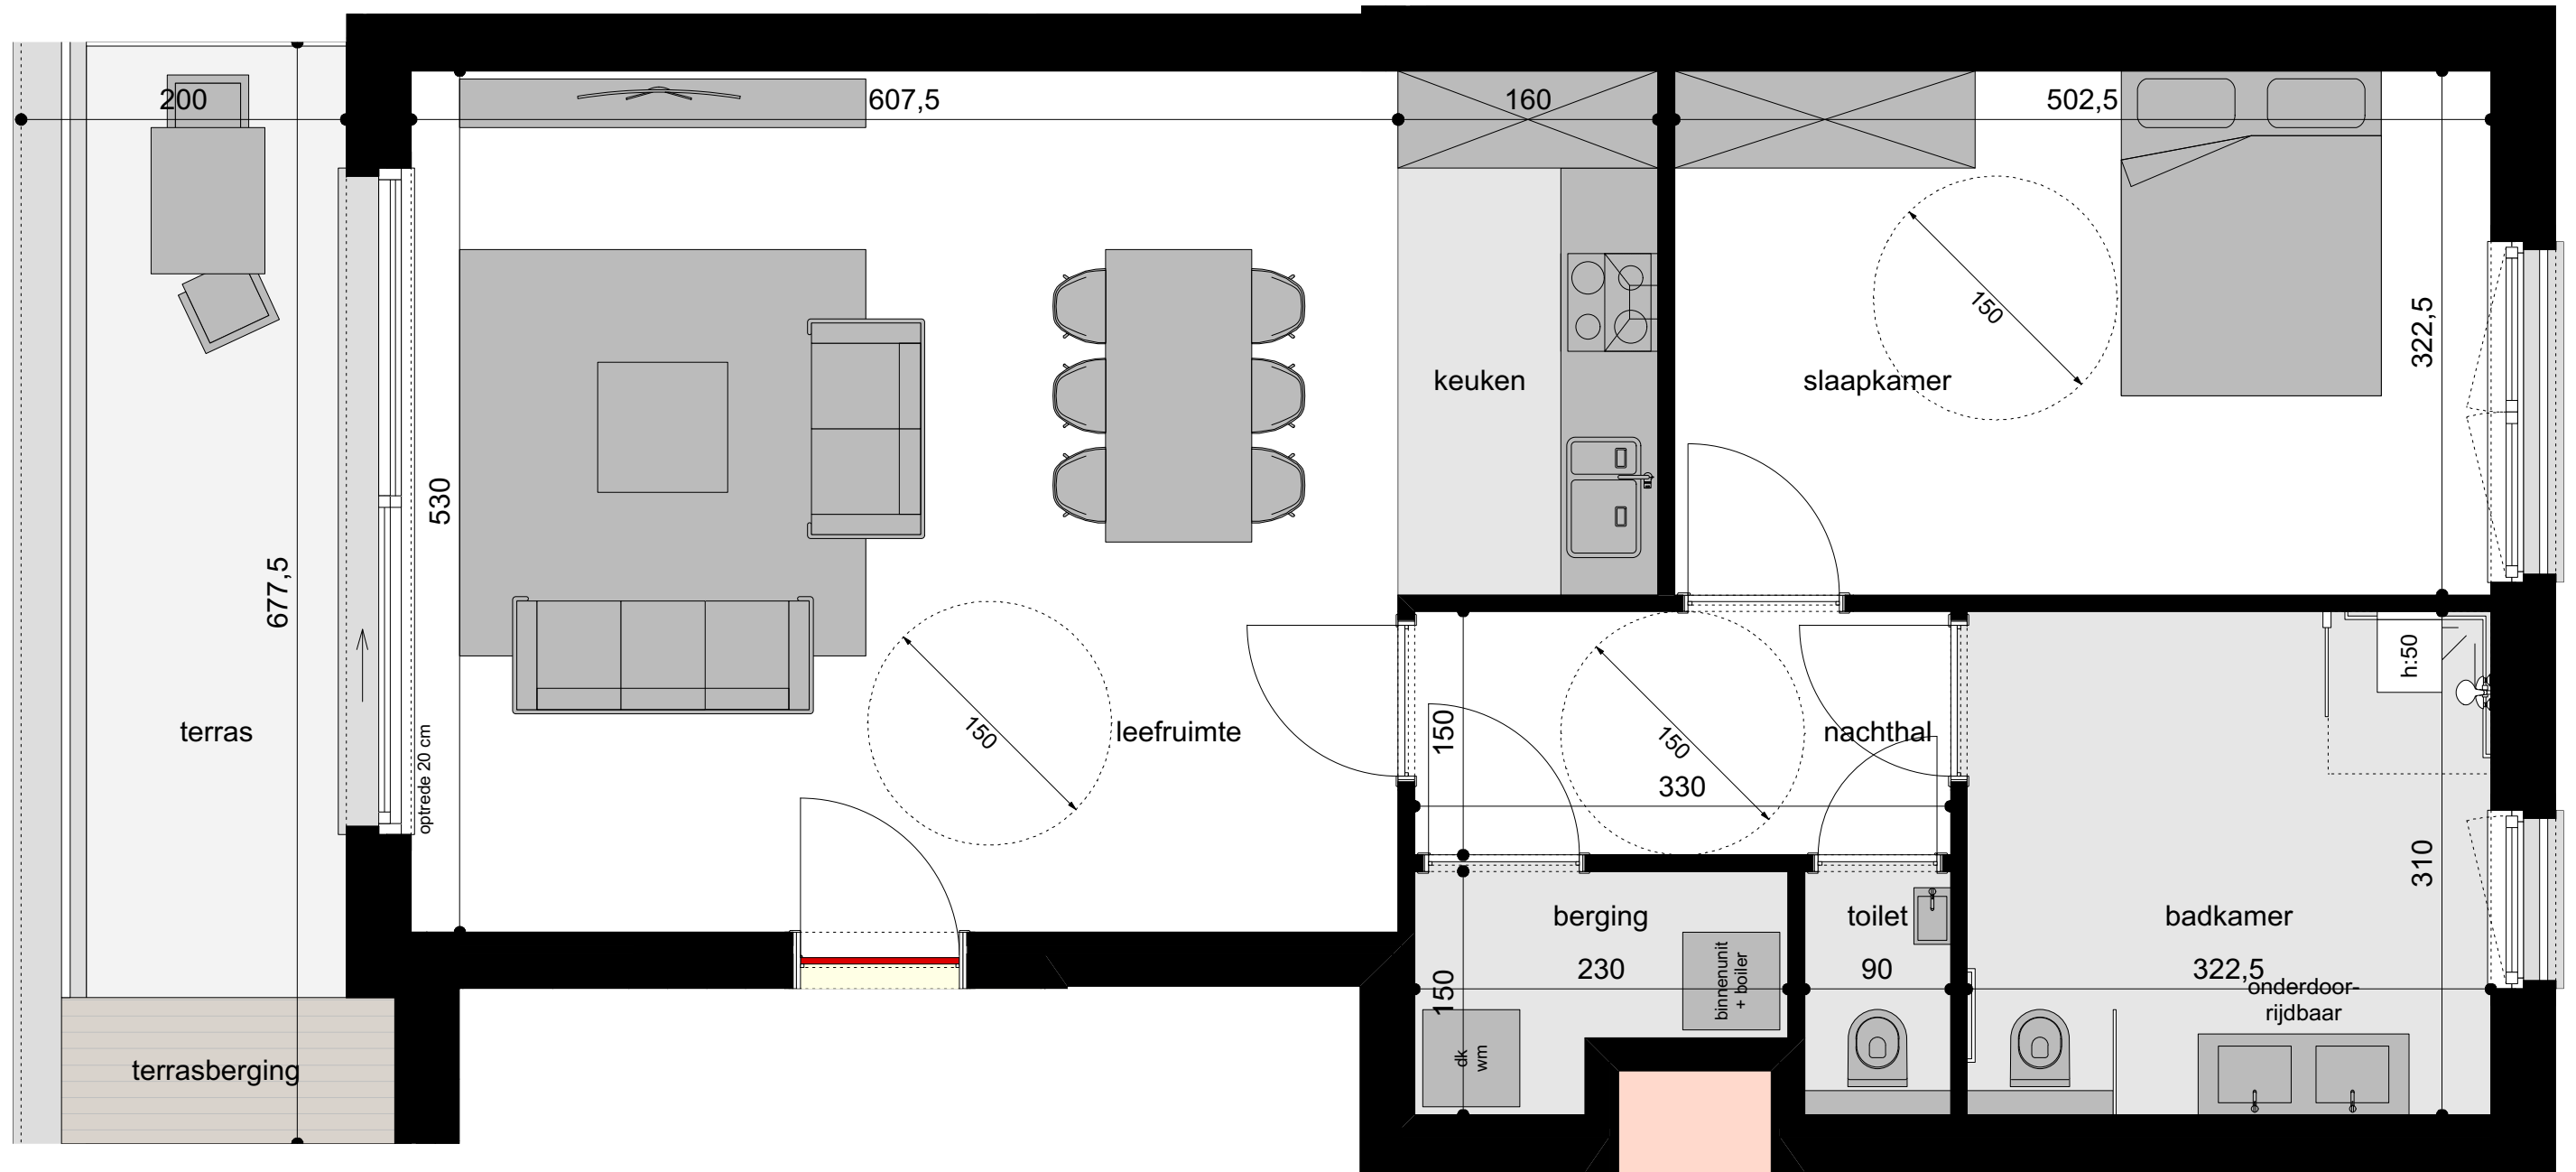 200
607,5
160
502,5
150
322,5
keuken
slaapkamer
530
677,5
h:50
terras
optrede 20 cm
150
leefruimte
150
150
nachthal
330
310
berging
toilet
badkamer
230
90
322,5
binnenunit
+ boiler
150
onderdoor-
rijdbaar
dk
wm
terrasberging